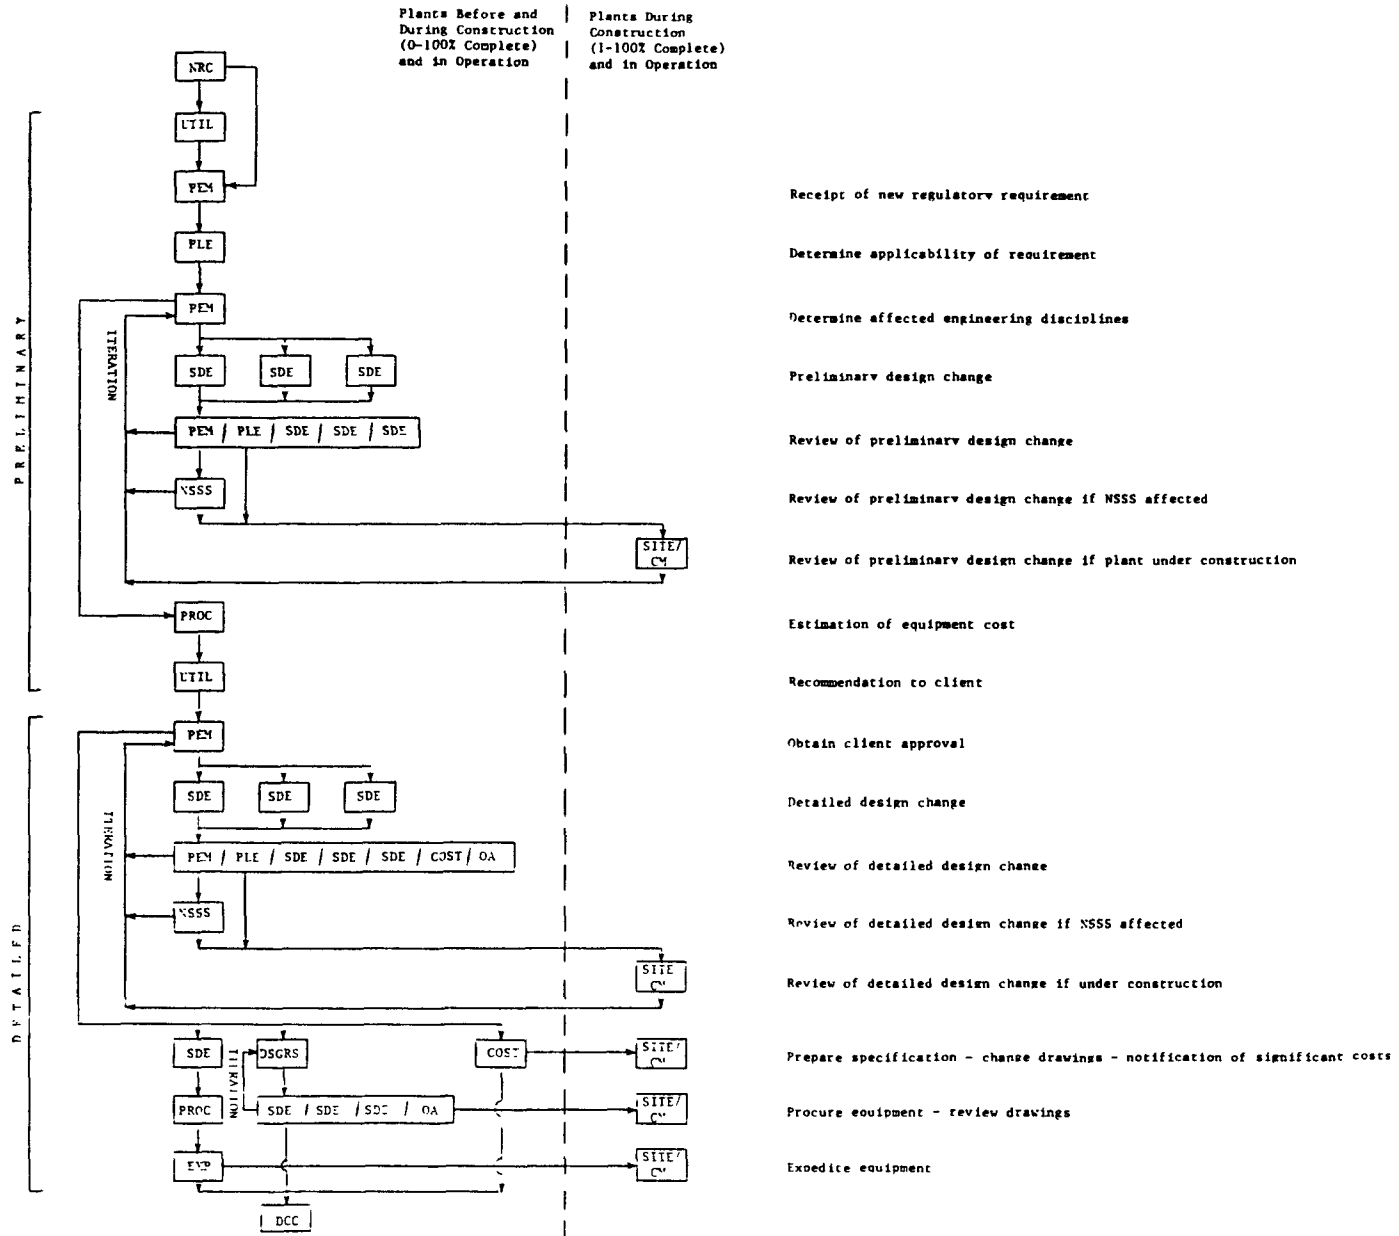 Plants Before and
During Construction
(0-100% Complete)
and in Operation
Plants During
Construction
(1-100% Complete)
and in Operation
NRC
UTIL
PEM
Receipt of new regulatory requirement
PLE
Determine applicability of requirement
PEM
Determine affected engineering disciplines
PRELIMINARY
ITERATION
SDE SDE SDE
Preliminary design change
PEM / PLE / SDE / SDE / SDE
Review of preliminary design change
NSSS
Review of preliminary design change if NSSS affected
SITE/
CM
Review of preliminary design change if plant under construction
PROC
Estimation of equipment cost
UTIL
Recommendation to client
PEM
Obtain client approval
SDE SDE SDE
Detailed design change
ITERATION
PEM / PLE / SDE / SDE / SDE / COST / QA
Review of detailed design change
NSSS
Review of detailed design change if NSSS affected
DETAILED
SITE
CM
Review of detailed design change if under construction
SDE DSGRS COST SITE/
CM
Prepare specification - change drawings - notification of significant costs
ITERATION
PROC SDE / SDE / SDE / QA SITE/
CM
Procure equipment - review drawings
EXP SITE/
CM
Expedite equipment
DCC